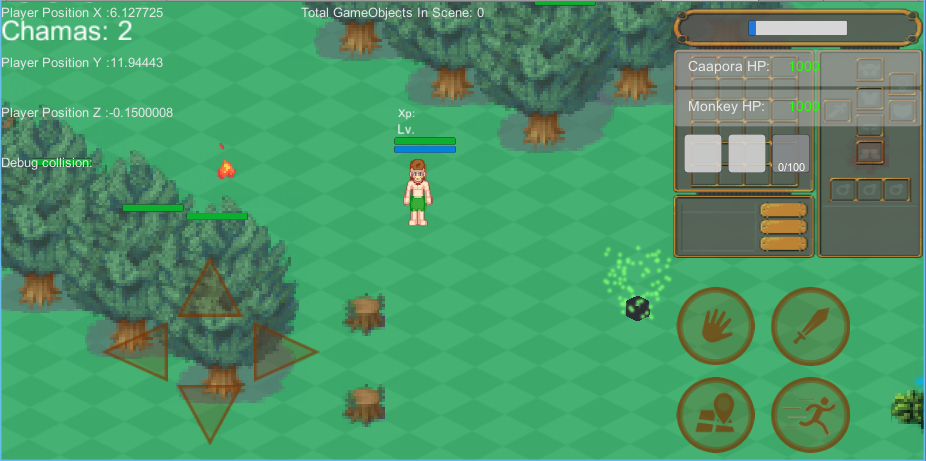 Player Position X :6.127725
Total GameObjects In Scene: 0
Chamas: 2
Player Position Y :11.94443
Caapora HP: 1000
Monkey HP: 1000
Player Position Z :-0.1500008
Xp:
Lv.
Debug collision:
0/100